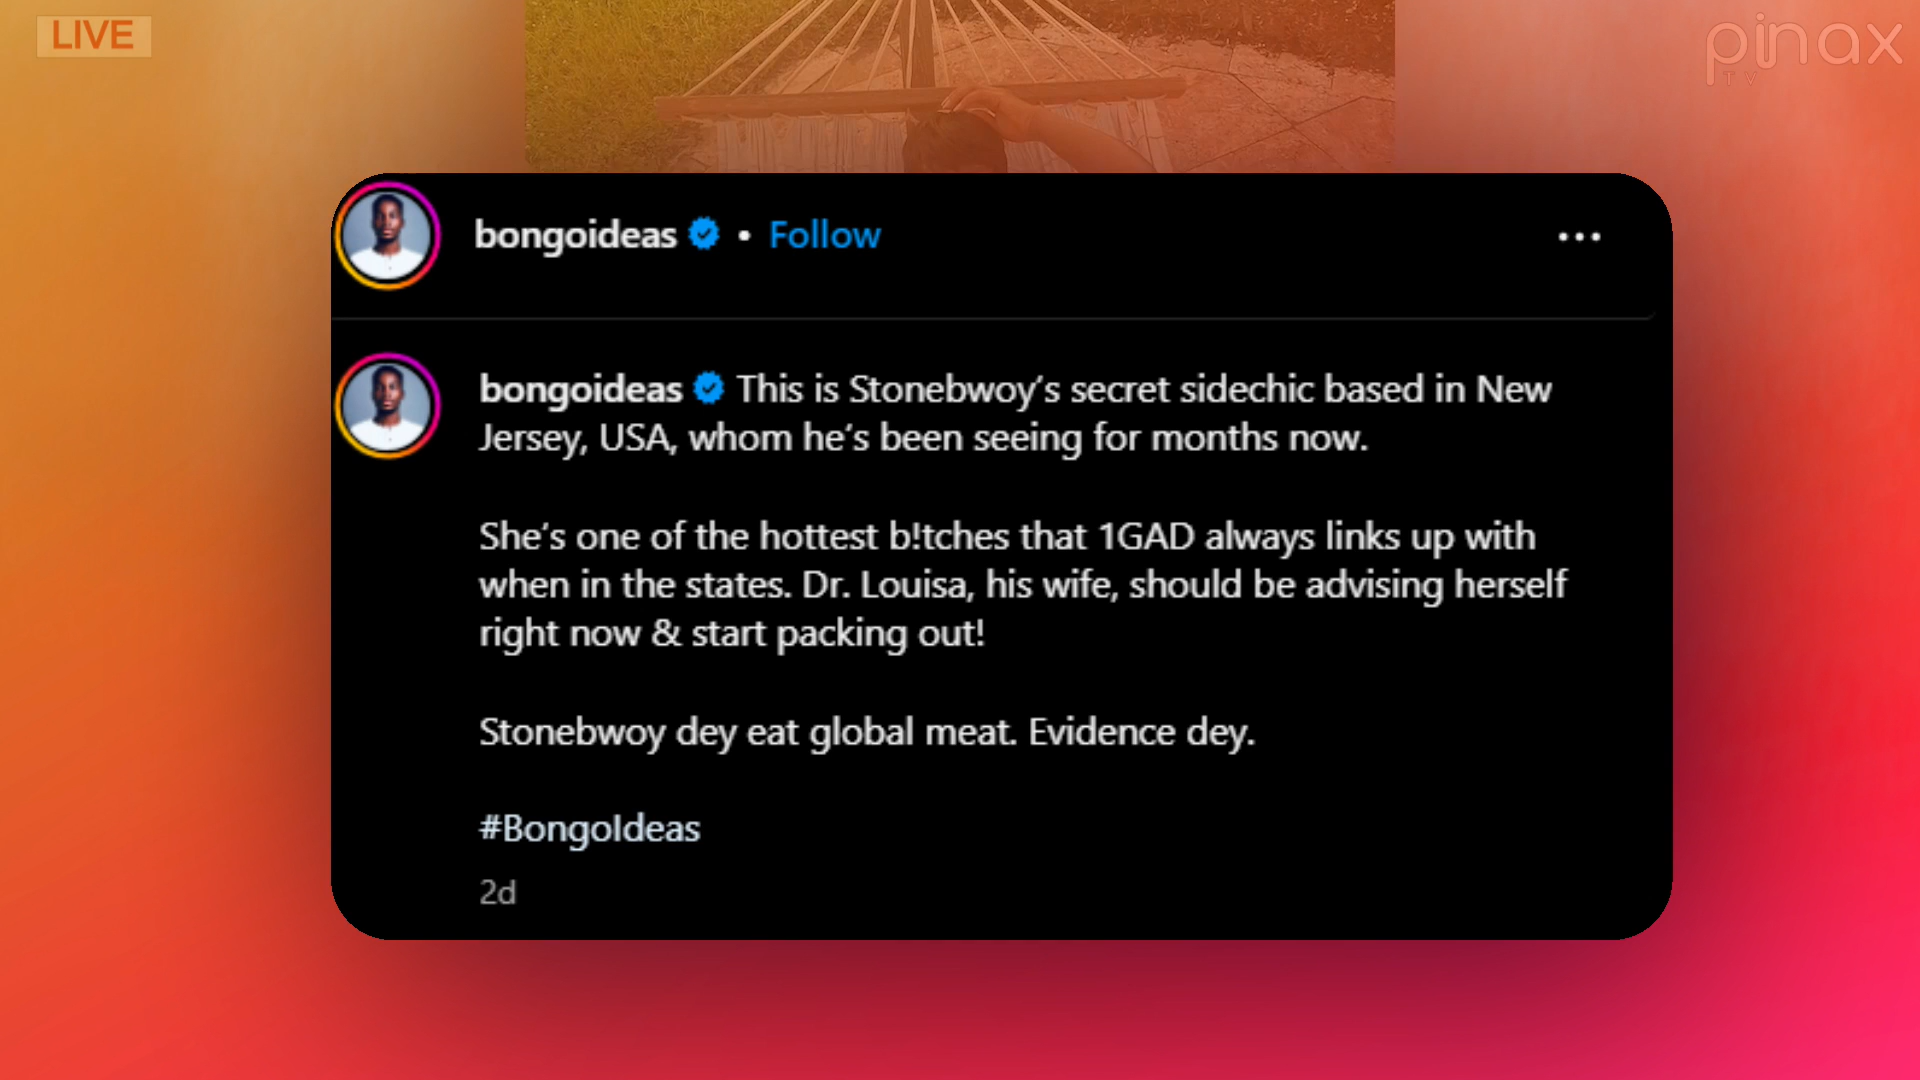 LIVE
pinax
TV
bongoideas • Follow
bongoideas This is Stonebwoy’s secret sidechic based in New
Jersey, USA, whom he’s been seeing for months now.
She’s one of the hottest b!tches that 1GAD always links up with
when in the states. Dr. Louisa, his wife, should be advising herself
right now & start packing out!
Stonebwoy dey eat global meat. Evidence dey.
#BongoIdeas
2d